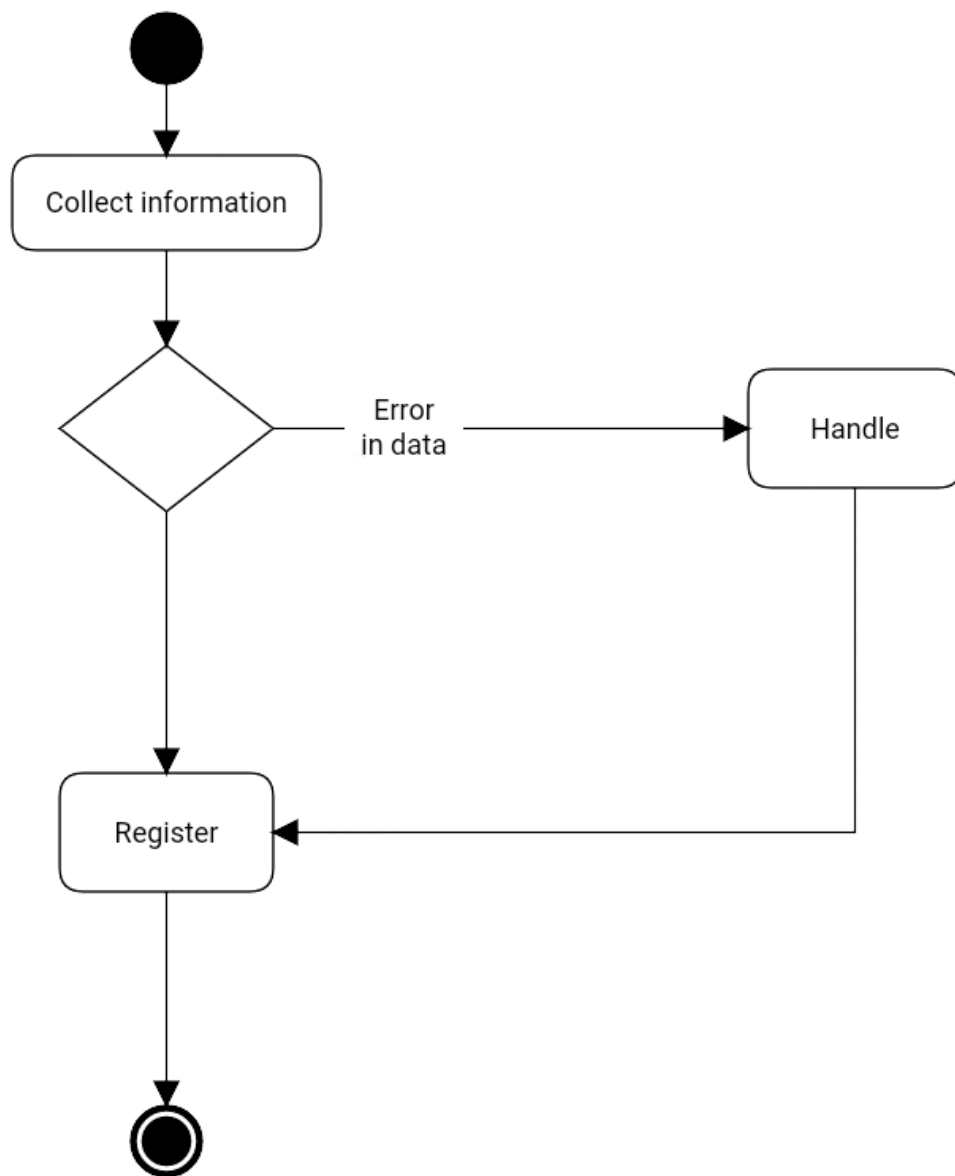 Collect information
Error
in data
Handle
Register